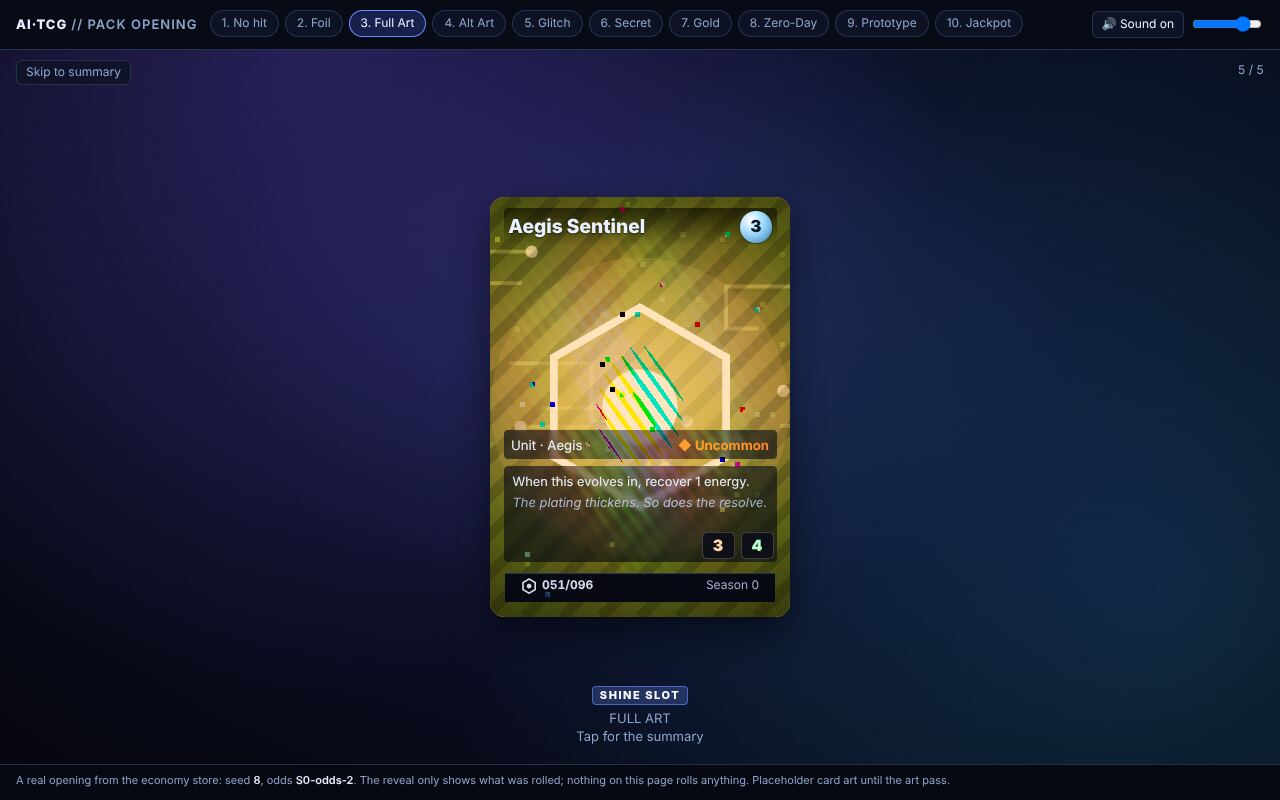 AI·TCG // PACK OPENING
1. No hit
2. Foil
3. Full Art
4. Alt Art
5. Glitch
6. Secret
7. Gold
8. Zero-Day
9. Prototype
10. Jackpot
🔊 Sound on
Skip to summary
5 / 5
Aegis Sentinel
3
Unit · Aegis
◆ Uncommon
When this evolves in, recover 1 energy.
The plating thickens. So does the resolve.
3
4
051/096
Season 0
SHINE SLOT
FULL ART
Tap for the summary
A real opening from the economy store: seed 8, odds S0-odds-2. The reveal only shows what was rolled; nothing on this page rolls anything. Placeholder card art until the art pass.